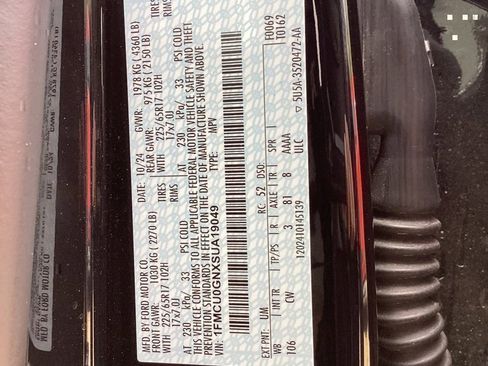 MFD. BY FORD MOTOR CO.
DATE: 10/24 GVWR: 1978 KG (4360 LB)
FRONT GAWR: 1030 KG (2270 LB) REAR GAWR: 975 KG (2150 LB)
225/65R17 102H TIRES 225/65R17 102H
17x7.0J RIMS 17x7.0J
AT 230 kPa/ 33 PSI COLD AT 230 kPa/ 33 PSI COLD
THIS VEHICLE CONFORMS TO ALL APPLICABLE FEDERAL MOTOR VEHICLE SAFETY AND THEFT
PREVENTION STANDARDS IN EFFECT ON THE DATE OF MANUFACTURE SHOWN ABOVE.
VIN: 1FMCU0GNXSUA19049
TYPE: MPV
F0069
T0162
EXT PNT: UM RC: 52 DSO:
WB INT TR TP/PS R AXLE TR SPR
106 CW 3 81 8 AAAA
1202410145139 ULC
5U5A-3520472-AA